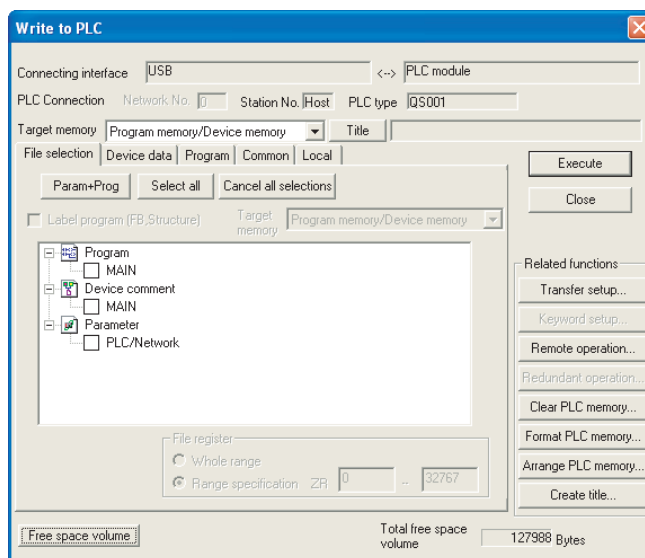 Write to PLC
Connecting interface USB <--> PLC module
PLC Connection Network No. 0 Station No. Host PLC type QS001
Target memory Program memory/Device memory Title
File selection Device data Program Common Local
Execute
Param+Prog Select all Cancel all selections
Close
Label program (FB,Structure) Target memory Program memory/Device memory
Program
MAIN
Device comment
MAIN
Parameter
PLC/Network
Related functions
Transfer setup...
Keyword setup...
Remote operation...
Redundant operation...
Clear PLC memory...
Format PLC memory...
Arrange PLC memory...
Create title...
File register
Whole range
Range specification ZR 0 .. 32767
Free space volume
Total free space volume 127988 Bytes